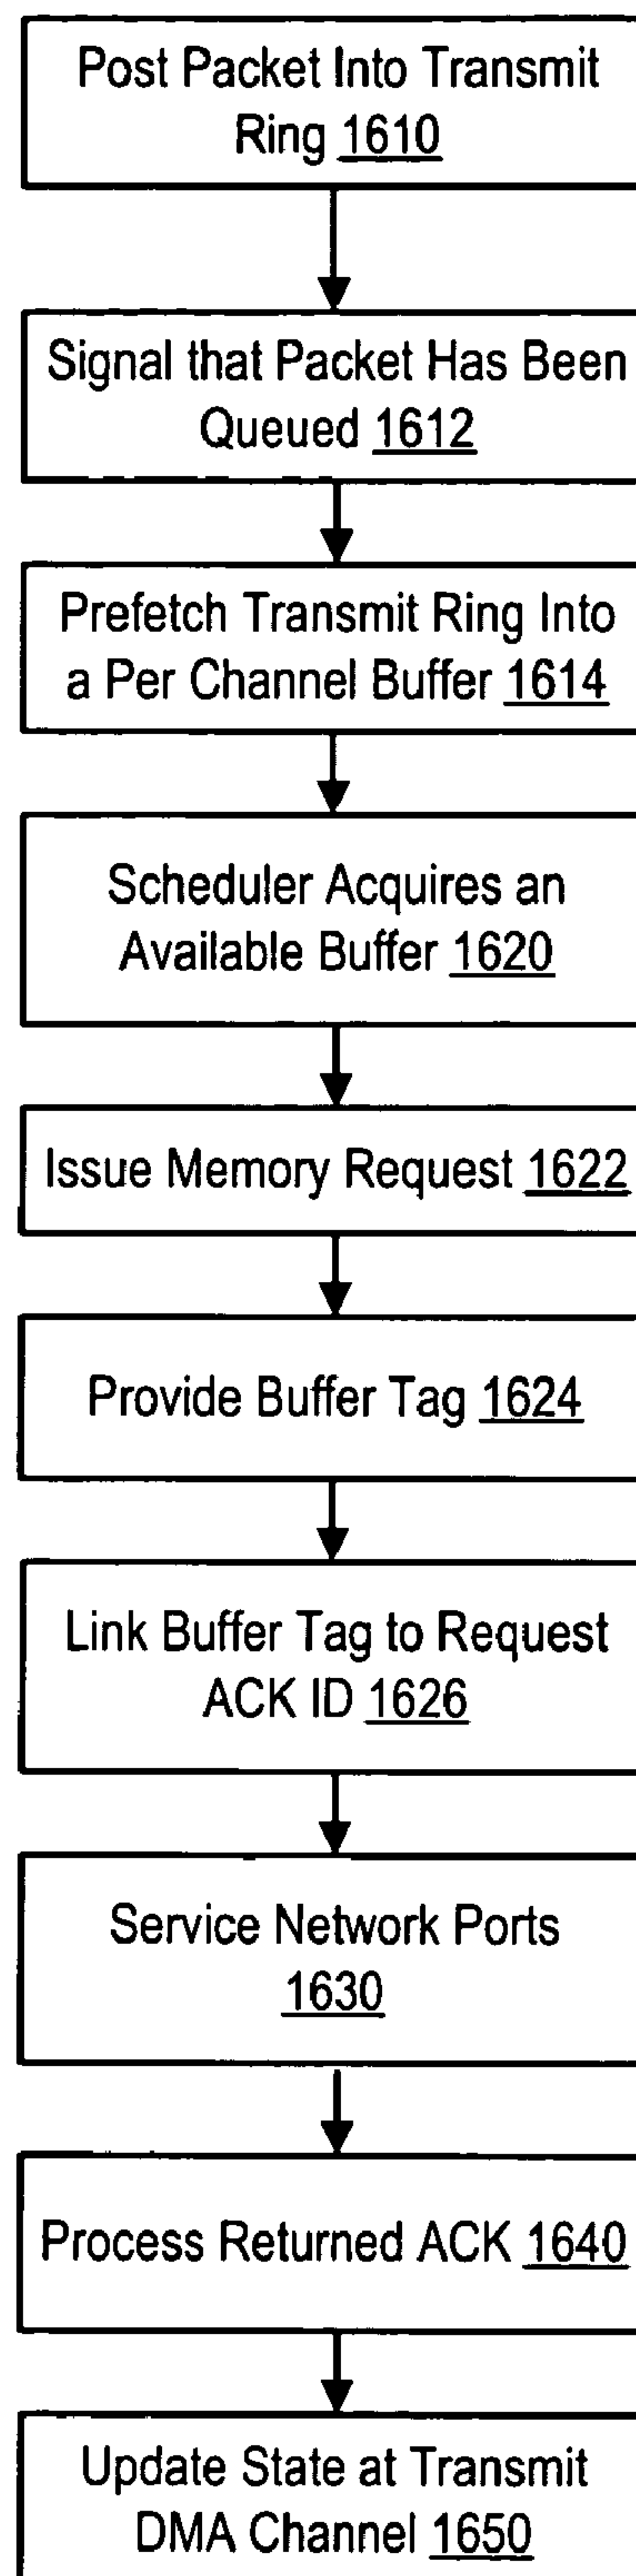 Post Packet Into Transmit
Ring 1610
Signal that Packet Has Been
Queued 1612
Prefetch Transmit Ring Into
a Per Channel Buffer 1614
Scheduler Acquires an
Available Buffer 1620
Issue Memory Request 1622
Provide Buffer Tag 1624
Link Buffer Tag to Request
ACK ID 1626
Service Network Ports
1630
Process Returned ACK 1640
Update State at Transmit
DMA Channel 1650